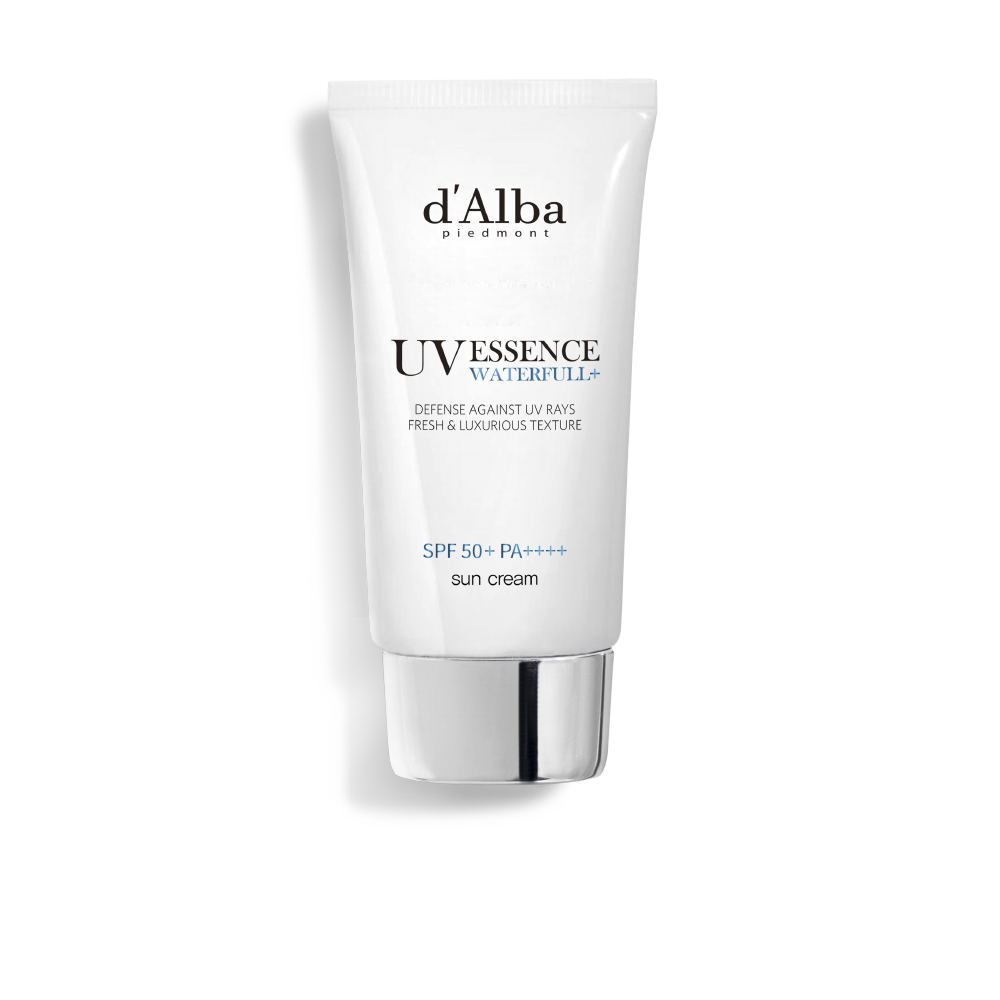 d'Alba
piedmont
UV ESSENCE
WATERFULL+
DEFENSE AGAINST UV RAYS
FRESH & LUXURIOUS TEXTURE
SPF 50+ PA++++
sun cream